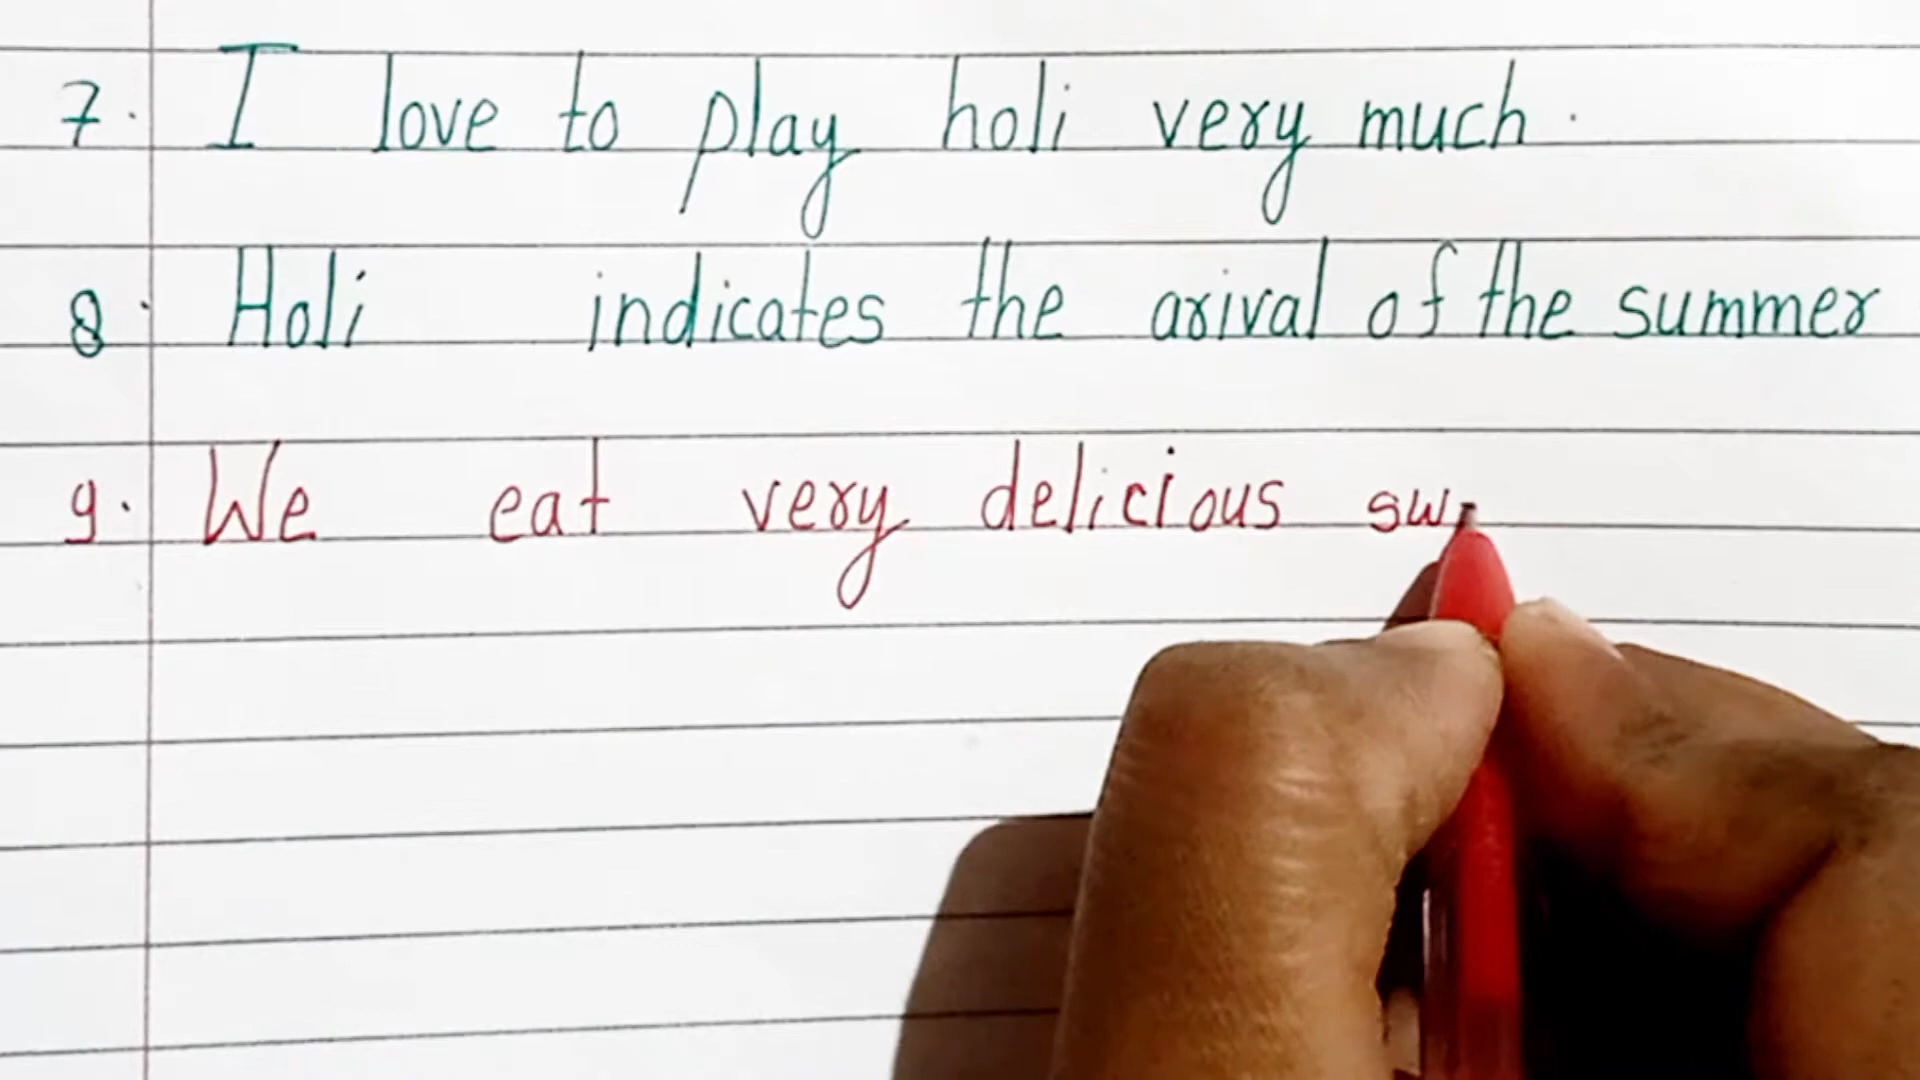 7. I love to play holi very much.
8. Holi indicates the arival of the summer
9. We eat very delicious sw